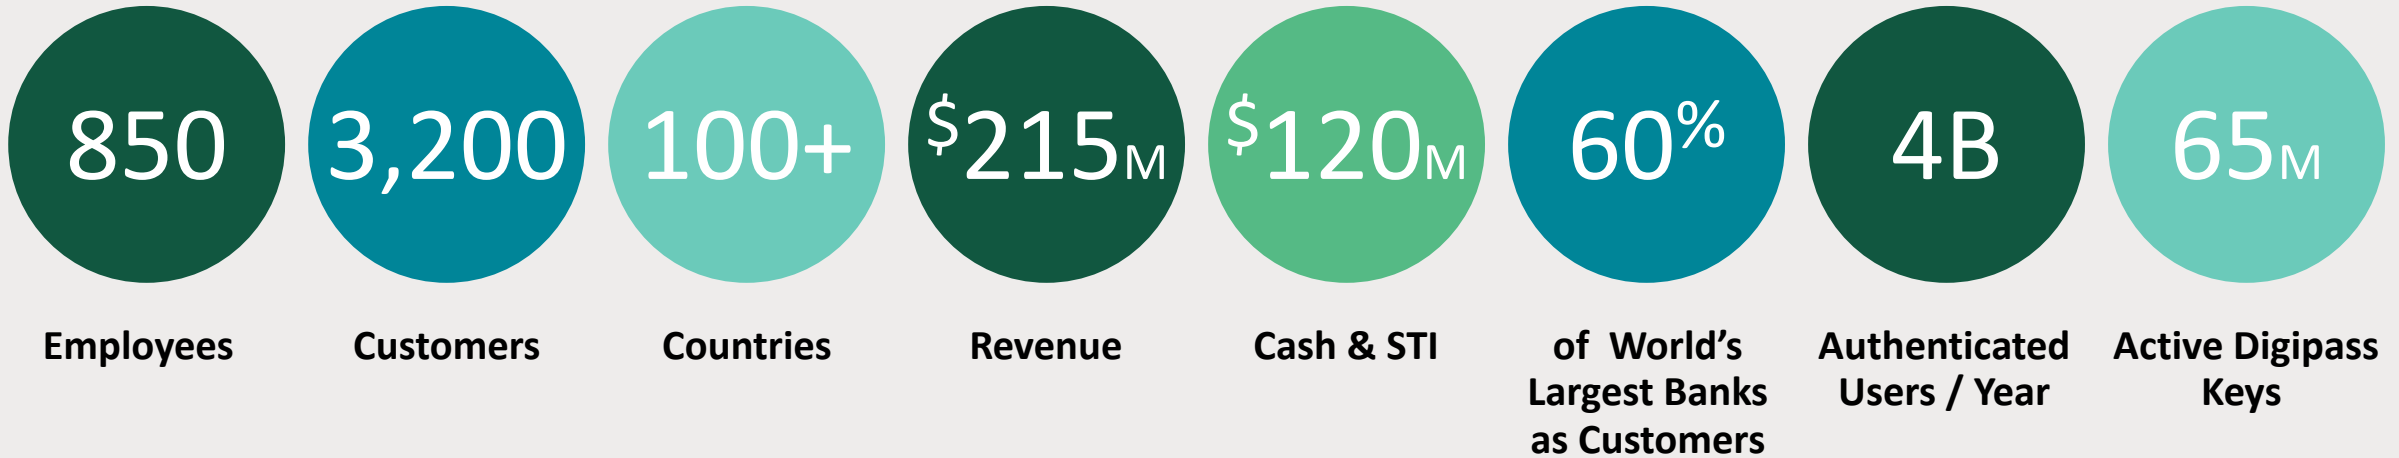 850
3,200
100+
$215M
$120M
60%
4B
65M
Employees
Customers
Countries
Revenue
Cash & STI
of World’s
Largest Banks
as Customers
Authenticated
Users / Year
Active Digipass
Keys